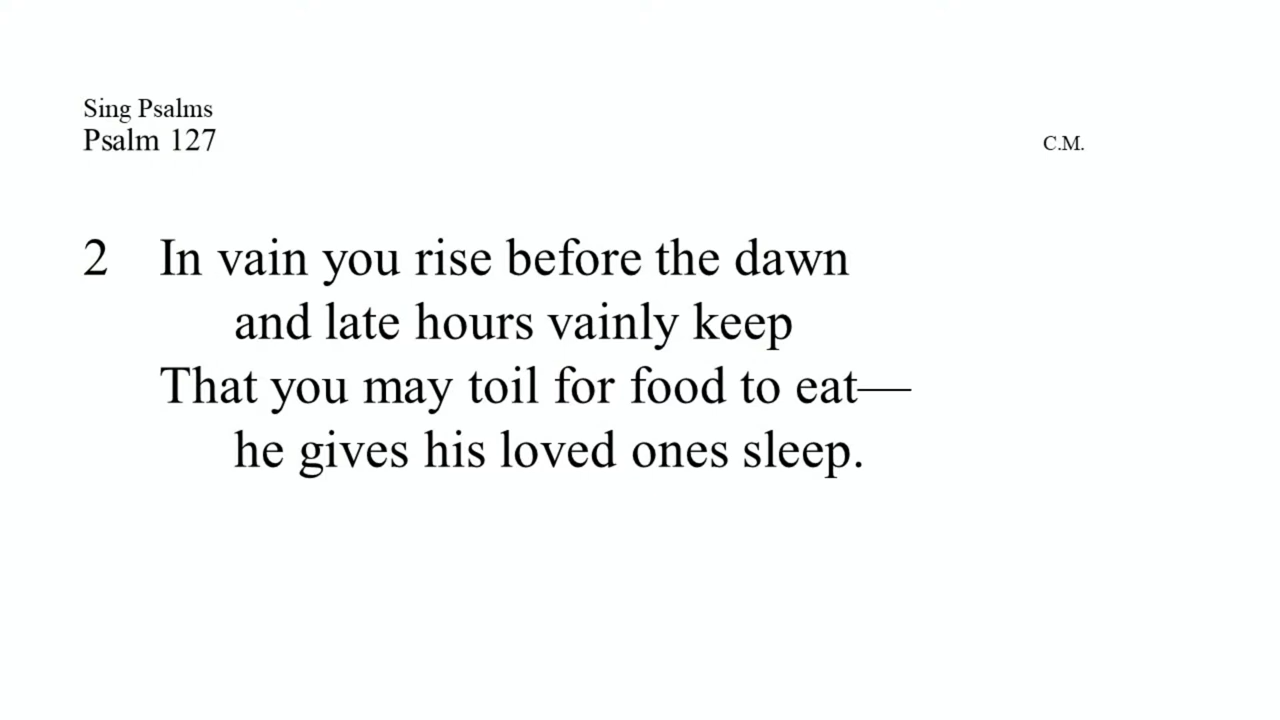 Sing Psalms
Psalm 127
C.M.
2 In vain you rise before the dawn
and late hours vainly keep
That you may toil for food to eat—
he gives his loved ones sleep.